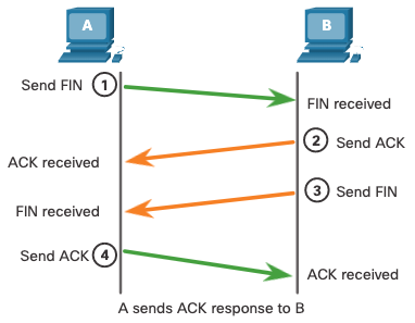 A
B
Send FIN 1
FIN received
2 Send ACK
ACK received
3 Send FIN
FIN received
Send ACK 4
ACK received
A sends ACK response to B